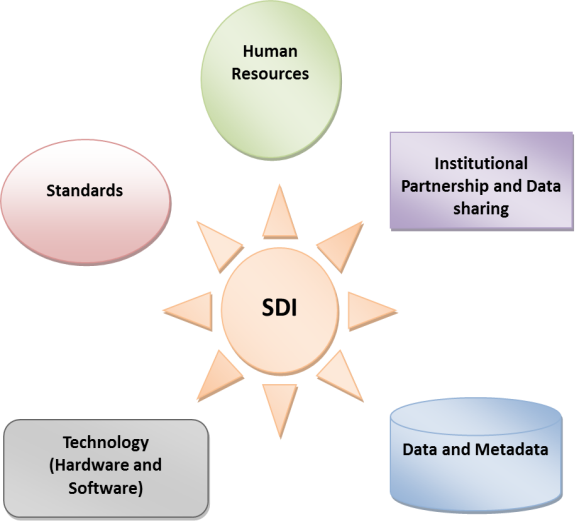 Human
Resources
Standards
Institutional
Partnership and Data
sharing
SDI
Technology
(Hardware and
Software)
Data and Metadata